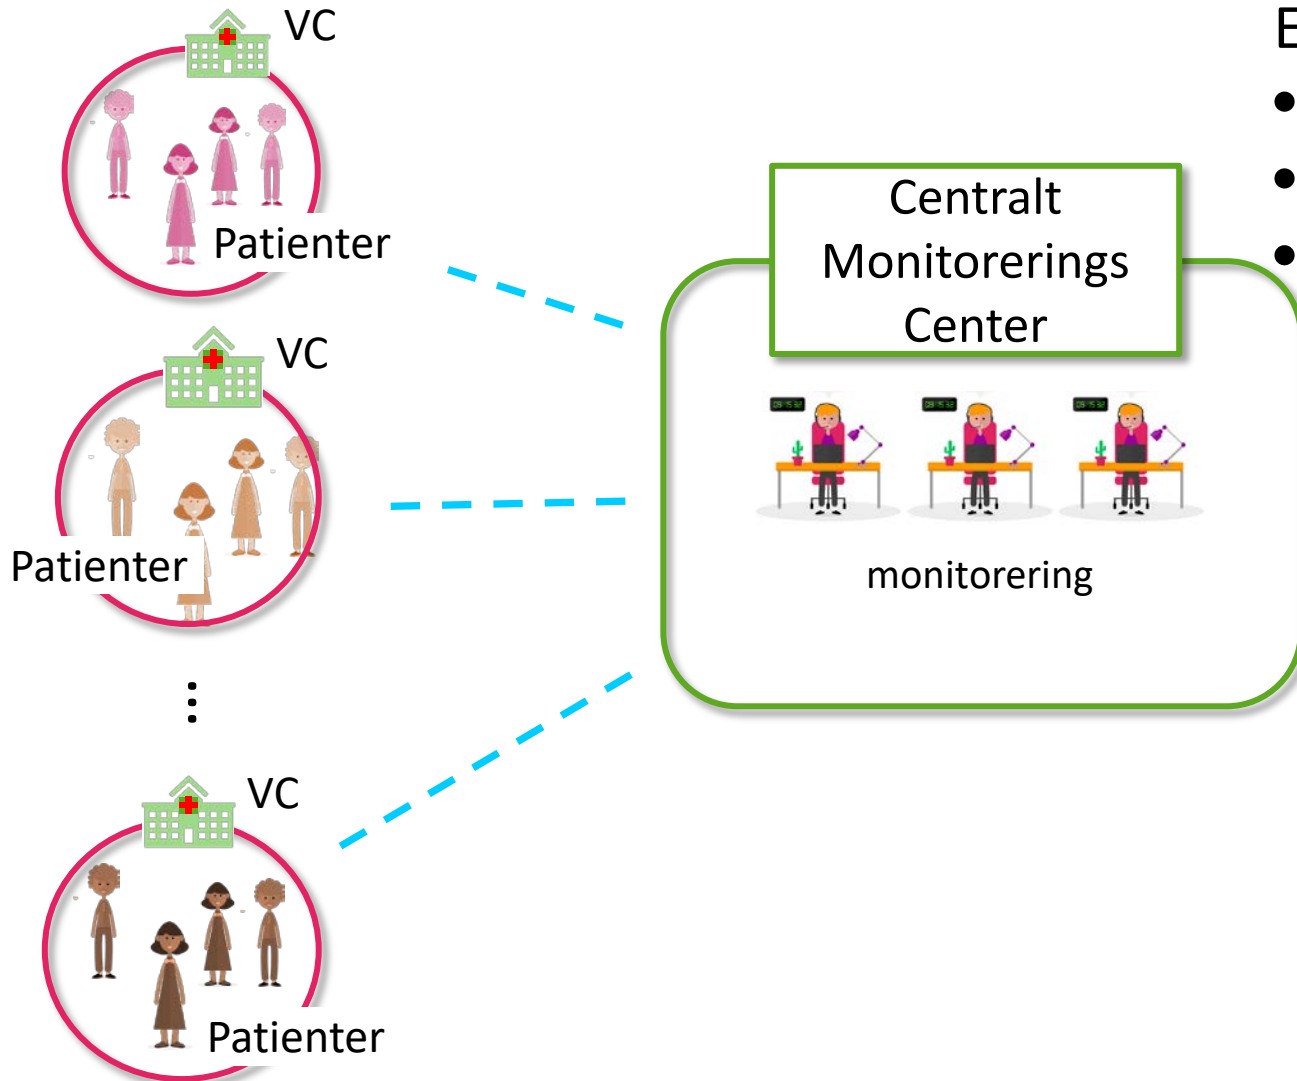 VC
Patienter
VC
Patienter
⋮
VC
Patienter
Centralt
Monitorerings
Center
monitorering
E
•
•
•